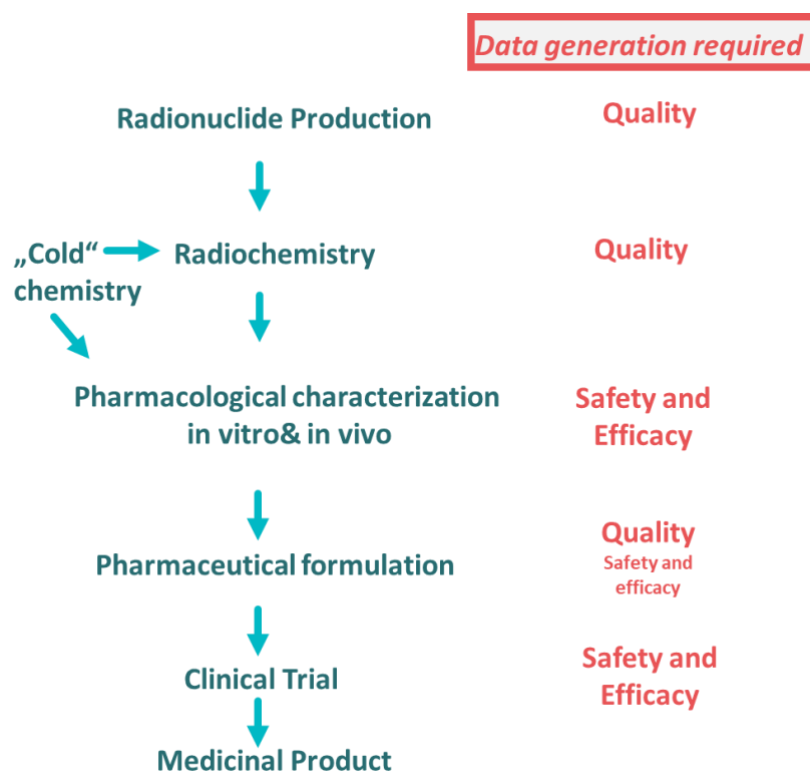 Data generation required
Radionuclide Production
Quality
„Cold“
chemistry
Radiochemistry
Quality
Pharmacological characterization
in vitro& in vivo
Safety and
Efficacy
Pharmaceutical formulation
Quality
Safety and
efficacy
Clinical Trial
Safety and
Efficacy
Medicinal Product